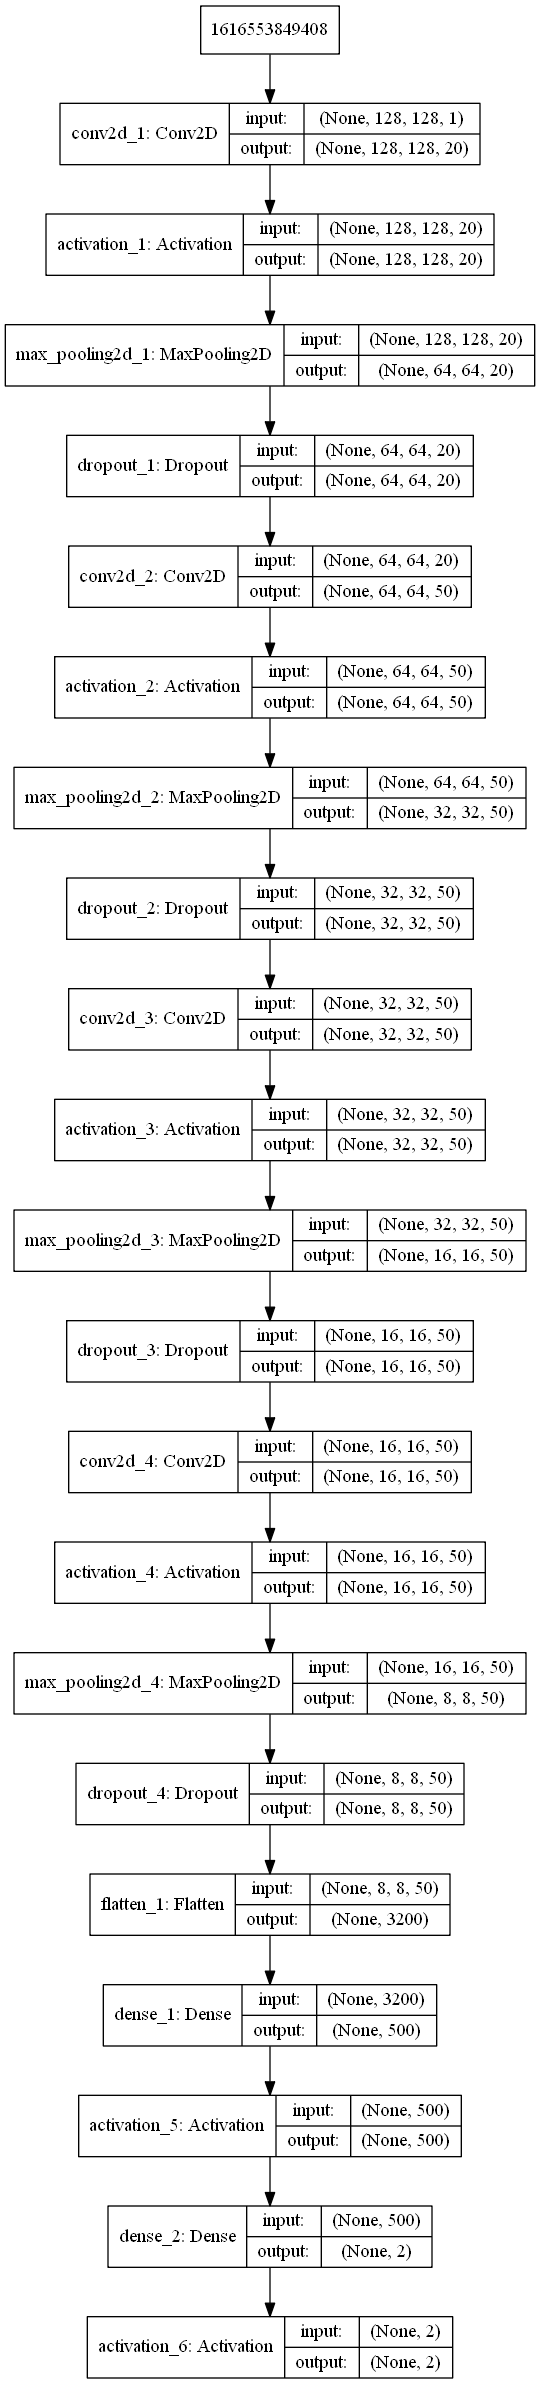 1616553849408
conv2d_1: Conv2D input: (None, 128, 128, 1)
output: (None, 128, 128, 20)
activation_1: Activation input: (None, 128, 128, 20)
output: (None, 128, 128, 20)
max_pooling2d_1: MaxPooling2D input: (None, 128, 128, 20)
output: (None, 64, 64, 20)
dropout_1: Dropout input: (None, 64, 64, 20)
output: (None, 64, 64, 20)
conv2d_2: Conv2D input: (None, 64, 64, 20)
output: (None, 64, 64, 50)
activation_2: Activation input: (None, 64, 64, 50)
output: (None, 64, 64, 50)
max_pooling2d_2: MaxPooling2D input: (None, 64, 64, 50)
output: (None, 32, 32, 50)
dropout_2: Dropout input: (None, 32, 32, 50)
output: (None, 32, 32, 50)
conv2d_3: Conv2D input: (None, 32, 32, 50)
output: (None, 32, 32, 50)
activation_3: Activation input: (None, 32, 32, 50)
output: (None, 32, 32, 50)
max_pooling2d_3: MaxPooling2D input: (None, 32, 32, 50)
output: (None, 16, 16, 50)
dropout_3: Dropout input: (None, 16, 16, 50)
output: (None, 16, 16, 50)
conv2d_4: Conv2D input: (None, 16, 16, 50)
output: (None, 16, 16, 50)
activation_4: Activation input: (None, 16, 16, 50)
output: (None, 16, 16, 50)
max_pooling2d_4: MaxPooling2D input: (None, 16, 16, 50)
output: (None, 8, 8, 50)
dropout_4: Dropout input: (None, 8, 8, 50)
output: (None, 8, 8, 50)
flatten_1: Flatten input: (None, 8, 8, 50)
output: (None, 3200)
dense_1: Dense input: (None, 3200)
output: (None, 500)
activation_5: Activation input: (None, 500)
output: (None, 500)
dense_2: Dense input: (None, 500)
output: (None, 2)
activation_6: Activation input: (None, 2)
output: (None, 2)